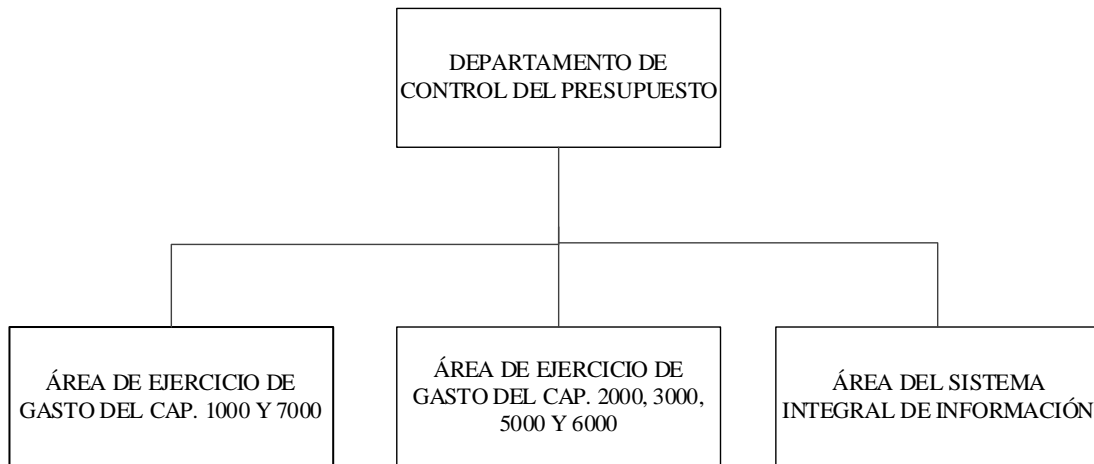 DEPARTAMENTO DE
CONTROL DEL PRESUPUESTO
ÁREA DE EJERCICIO DE
GASTO DEL CAP. 1000 Y 7000
ÁREA DE EJERCICIO DE
GASTO DEL CAP. 2000, 3000,
5000 Y 6000
ÁREA DEL SISTEMA
INTEGRAL DE INFORMACIÓN